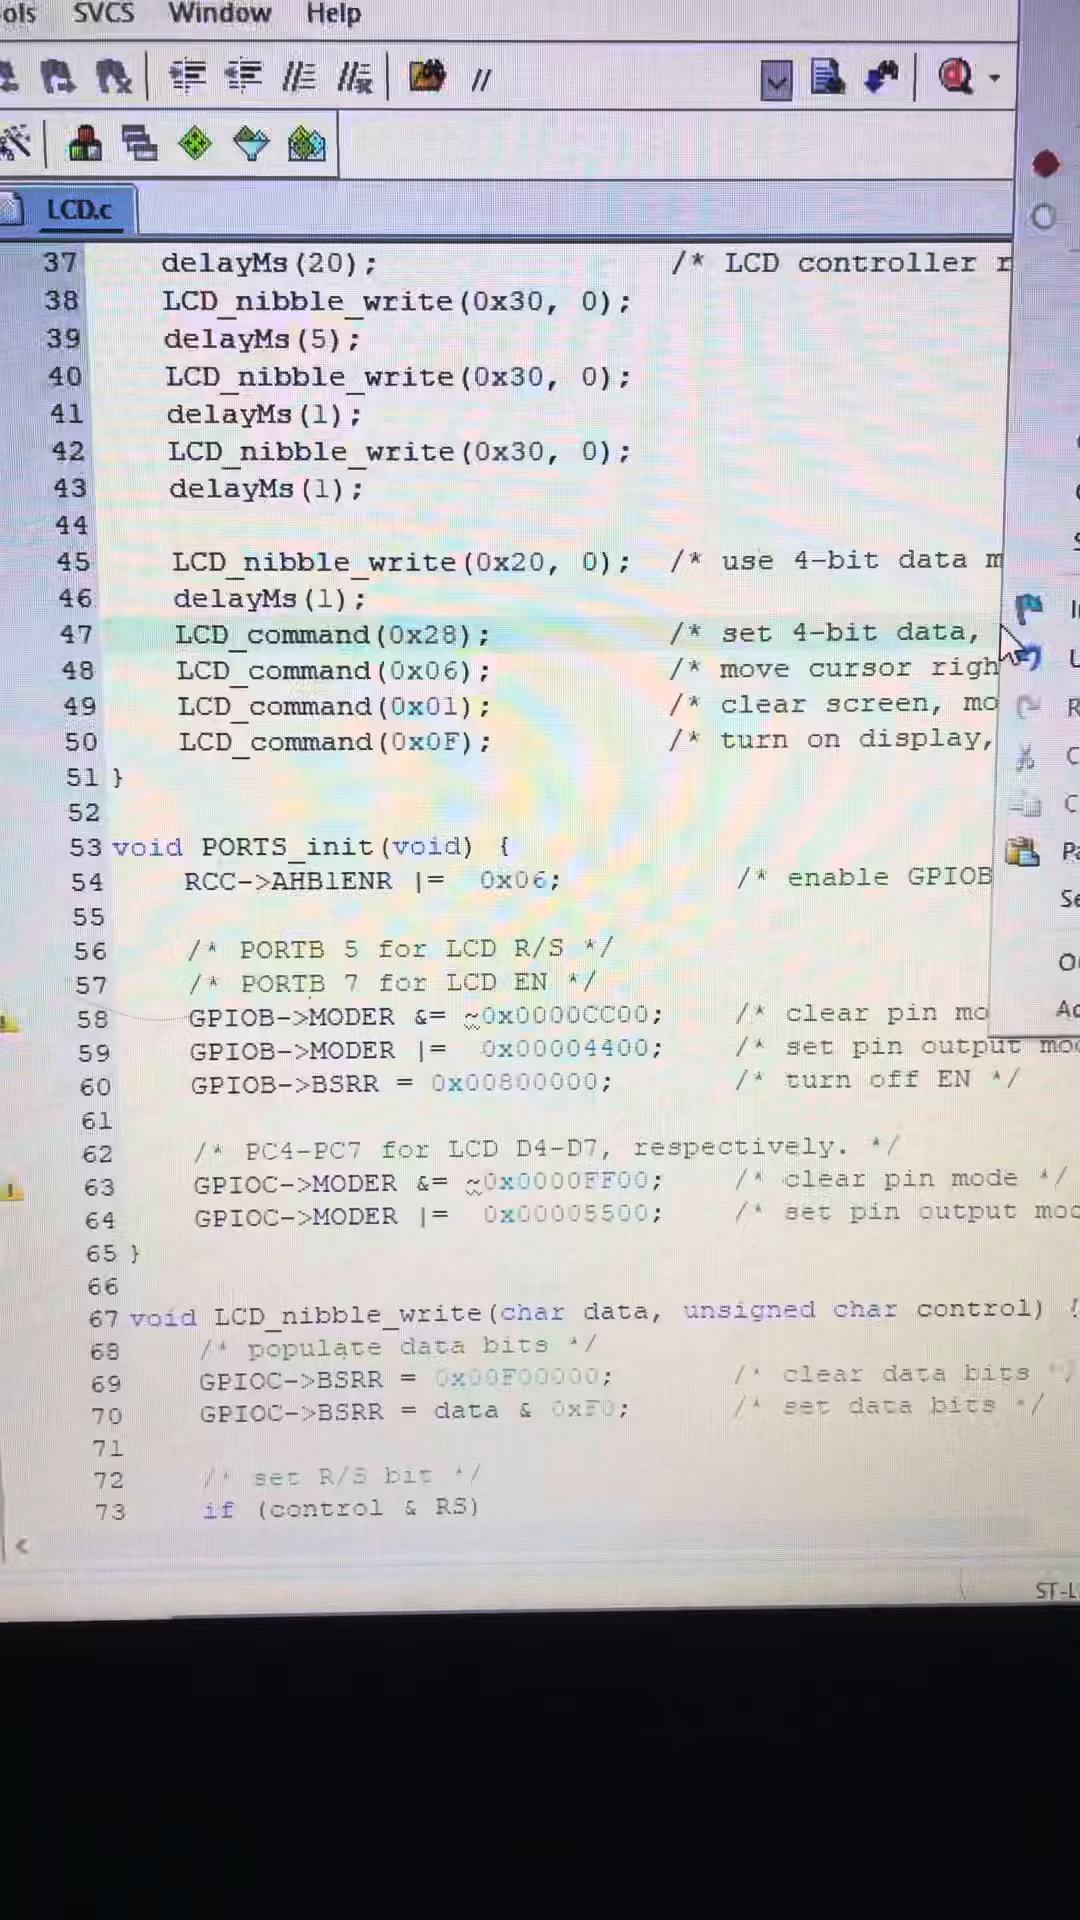 ols SVCS Window Help
//
LCD.c
37 delayMs(20); /* LCD controller r
38 LCD_nibble_write(0x30, 0);
39 delayMs(5);
40 LCD_nibble_write(0x30, 0);
41 delayMs(1);
42 LCD_nibble_write(0x30, 0);
43 delayMs(1);
44
45 LCD_nibble_write(0x20, 0); /* use 4-bit data m
46 delayMs(1);
47 LCD_command(0x28); /* set 4-bit data,
48 LCD_command(0x06); /* move cursor righ
49 LCD_command(0x01); /* clear screen, mo
50 LCD_command(0x0F); /* turn on display,
51 }
52
53 void PORTS_init(void) {
54 RCC->AHB1ENR |= 0x06; /* enable GPIOB
55
56 /* PORTB 5 for LCD R/S */
57 /* PORTB 7 for LCD EN */
58 GPIOB->MODER &= ~0x0000CC00; /* clear pin mo
59 GPIOB->MODER |= 0x00004400; /* set pin output mod
60 GPIOB->BSRR = 0x00800000; /* turn off EN */
61
62 /* PC4-PC7 for LCD D4-D7, respectively. */
63 GPIOC->MODER &= ~0x0000FF00; /* clear pin mode */
64 GPIOC->MODER |= 0x00005500; /* set pin output mod
65 }
66
67 void LCD_nibble_write(char data, unsigned char control)
68 /* populate data bits */
69 GPIOC->BSRR = 0x00F00000; /* clear data bits */
70 GPIOC->BSRR = data & 0xF0; /* set data bits */
71
72 /* set R/S bit */
73 if (control & RS)
ST-L